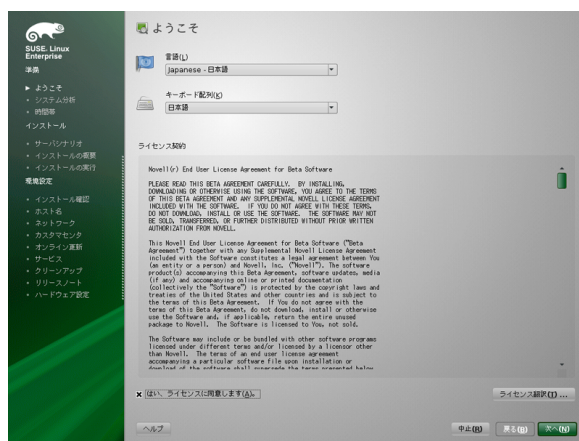 SUSE. Linux
Enterprise
準備
ようこそ
システム分析
時間帯
インストール
サーバシナリオ
インストールの概要
インストールの実行
環境設定
インストール確認
ホスト名
ネットワーク
カスタマセンタ
オンライン更新
サービス
クリーンアップ
リリースノート
ハードウェア設定
ようこそ
言語(L)
Japanese - 日本語
キーボード配列(K)
日本語
ライセンス契約
Novell(r) End User License Agreement for Beta Software
PLEASE READ THIS BETA AGREEMENT CAREFULLY. BY INSTALLING,
DOWNLOADING OR OTHERWISE USING THE SOFTWARE, YOU AGREE TO THE TERMS
OF THIS BETA AGREEMENT AND ANY SUPPLEMENTAL NOVELL LICENSE AGREEMENT
INCLUDED WITH THE SOFTWARE. IF YOU DO NOT AGREE WITH THESE TERMS,
DO NOT DOWNLOAD, INSTALL OR USE THE SOFTWARE. THE SOFTWARE MAY NOT
BE SOLD, TRANSFERRED, OR FURTHER DISTRIBUTED WITHOUT PRIOR WRITTEN
AUTHORIZATION FROM NOVELL.
This Novell End User License Agreement for Beta Software ("Beta
Agreement") together with any Supplemental Novell License Agreement
included with the Software constitutes a legal agreement between You
(an entity or a person) and Novell, Inc. ("Novell"). The software
product(s) accompanying this Beta Agreement, software updates, media
(if any) and accompanying online or printed documentation
(collectively the "Software") is protected by the copyright laws and
treaties of the United States and other countries and is subject to
the terms of this Beta Agreement. If You do not agree with the
terms of this Beta Agreement, do not download, install or otherwise
use the Software and, if applicable, return the entire unused
package to Novell. The Software is licensed to You, not sold.
The Software may include or be bundled with other software programs
licensed under different terms and/or licensed by a licensor other
than Novell. The terms of an end user license agreement
accompanying a particular software file upon installation or
download of the software shall supersede the terms presented below
はい、ライセンスに同意します(A)。
ライセンス翻訳(T) ...
ヘルプ
中止(R)
戻る(B)
次へ(N)